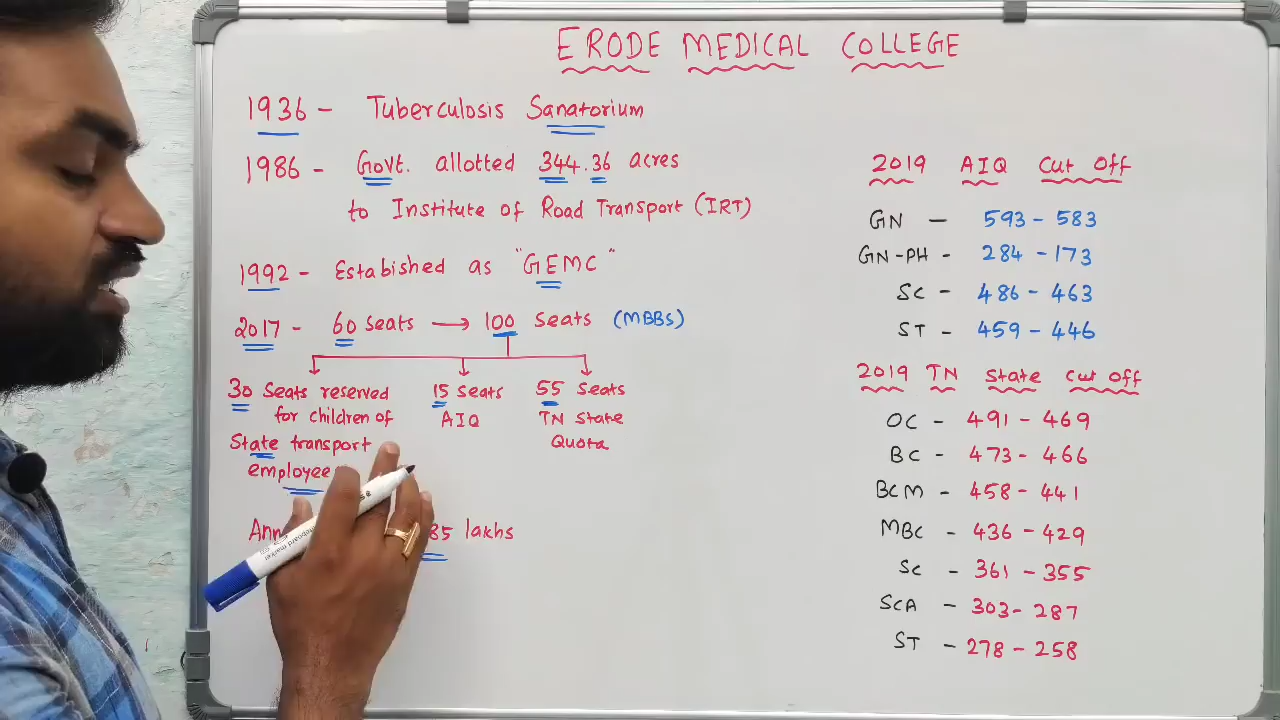 ERODE MEDICAL COLLEGE
1936 - Tuberculosis Sanatorium
1986 - Govt. allotted 344.36 acres
to Institute of Road Transport (IRT)
1992 - Estabished as "GEMC"
2017 - 60 Seats → 100 Seats (MBBS)
30 Seats reserved
for children of
State transport
employee
15 Seats
AIQ
55 Seats
TN State
Quota
85 lakhs
2019 AIQ Cut Off
GN - 593 - 583
GN-PH - 284 - 173
SC - 486 - 463
ST - 459 - 446
2019 TN State Cut Off
OC - 491 - 469
BC - 473 - 466
BCM - 458 - 441
MBC - 436 - 429
SC - 361 - 355
SCA - 303 - 287
ST - 278 - 258